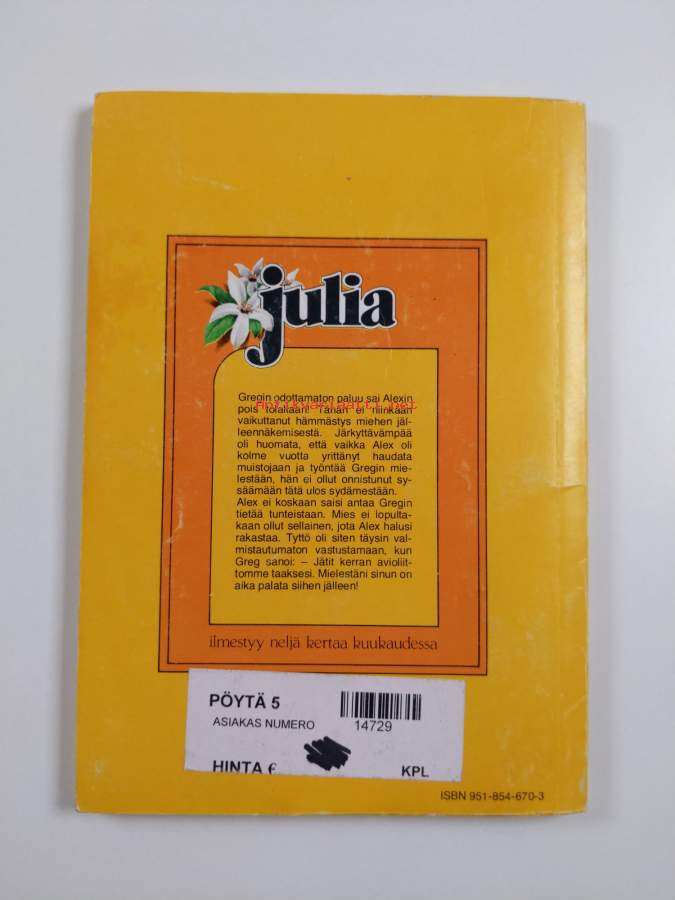 julia
Gregin odottamaton paluu sai Alexin
pois tolaltaan! Tähän ei niinkään
vaikuttanut hämmästys miehen jäl-
leennäkemisestä. Järkyttävämpää
oli huomata, että vaikka Alex oli
kolme vuotta yrittänyt haudata
muistojaan ja työntää Gregin mie-
lestään, hän ei ollut onnistunut sy-
säämään tätä ulos sydämestään.
Alex ei koskaan saisi antaa Gregin
tietää tunteistaan. Mies ei lopulta-
kaan ollut sellainen, jota Alex halusi
rakastaa. Tyttö oli siten täysin val-
mistautumaton vastustamaan, kun
Greg sanoi: – Jätit kerran avioliit-
tomme taaksesi. Mielestäni sinun on
aika palata siihen jälleen!
ilmestyy neljä kertaa kuukaudessa
PÖYTÄ 5
ASIAKAS NUMERO
14729
HINTA €
KPL
ISBN 951-854-670-3